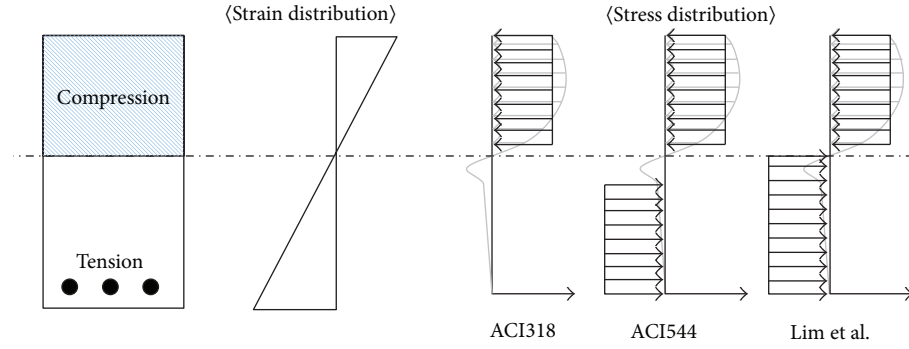 〈Strain distribution〉
〈Stress distribution〉
Compression
Tension
ACI318
ACI544
Lim et al.